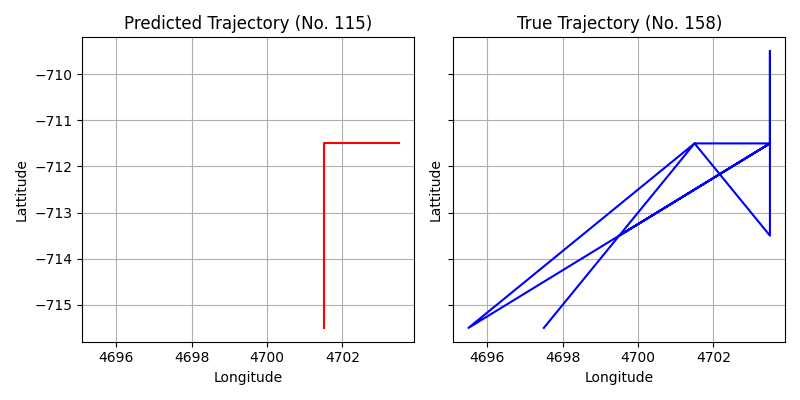 Predicted Trajectory (No. 115)
−710
−711
−712
−713
−714
−715
Lattitude
4696 4698 4700 4702
Longitude
True Trajectory (No. 158)
Lattitude
4696 4698 4700 4702
Longitude